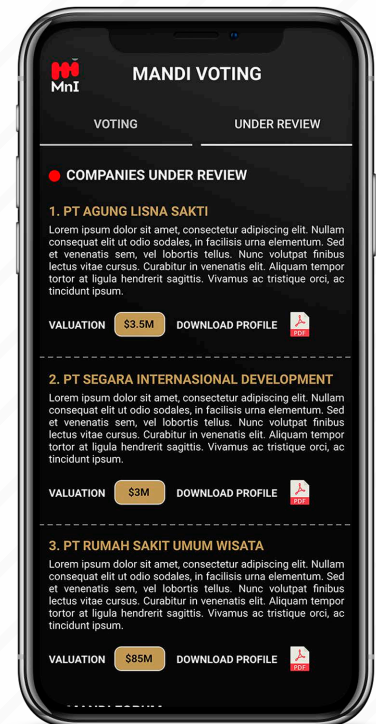 MnI
MANDI VOTING
VOTING
UNDER REVIEW
COMPANIES UNDER REVIEW
1. PT AGUNG LISNA SAKTI
Lorem ipsum dolor sit amet, consectetur adipiscing elit. Nullam
consequat elit ut odio sodales, in facilisis urna elementum. Sed
et venenatis sem, vel lobortis tellus. Nunc volutpat finibus
lectus vitae cursus. Curabitur in venenatis elit. Aliquam tempor
tortor at ligula hendrerit sagittis. Vivamus ac tristique orci, ac
tincidunt ipsum.
VALUATION $3.5M DOWNLOAD PROFILE PDF
2. PT SEGARA INTERNASIONAL DEVELOPMENT
Lorem ipsum dolor sit amet, consectetur adipiscing elit. Nullam
consequat elit ut odio sodales, in facilisis urna elementum. Sed
et venenatis sem, vel lobortis tellus. Nunc volutpat finibus
lectus vitae cursus. Curabitur in venenatis elit. Aliquam tempor
tortor at ligula hendrerit sagittis. Vivamus ac tristique orci, ac
tincidunt ipsum.
VALUATION $3M DOWNLOAD PROFILE PDF
3. PT RUMAH SAKIT UMUM WISATA
Lorem ipsum dolor sit amet, consectetur adipiscing elit. Nullam
consequat elit ut odio sodales, in facilisis urna elementum. Sed
et venenatis sem, vel lobortis tellus. Nunc volutpat finibus
lectus vitae cursus. Curabitur in venenatis elit. Aliquam tempor
tortor at ligula hendrerit sagittis. Vivamus ac tristique orci, ac
tincidunt ipsum.
VALUATION $85M DOWNLOAD PROFILE PDF